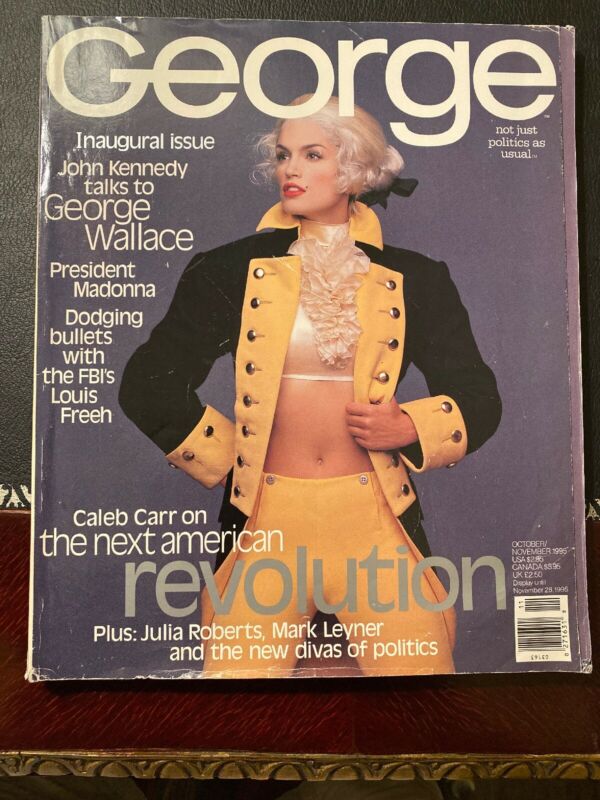 George
not just
politics as
usual™
Inaugural issue
John Kennedy
talks to
George
Wallace
President
Madonna
Dodging
bullets
with
the FBI's
Louis
Freeh
Caleb Carr on
the next american
revolution
Plus: Julia Roberts, Mark Leyner
and the new divas of politics
OCTOBER/
NOVEMBER 1995
USA $2.95
CANADA $3.95
UK £2.50
Display until
November 28, 1995
11
03163